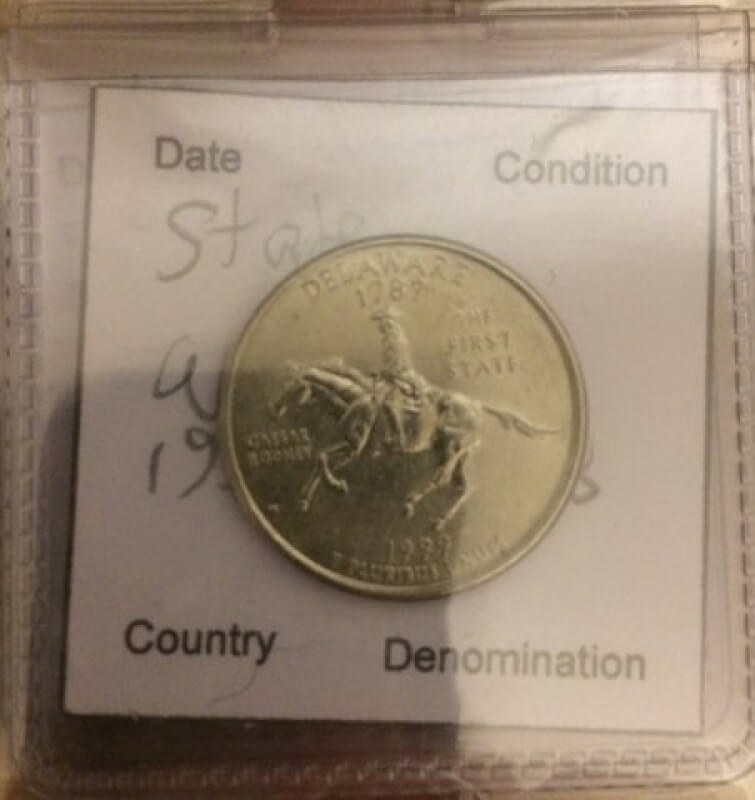 Date
Condition
State
DELAWARE
1787
THE
FIRST
STATE
CAESAR
RODNEY
1999
E PLURIBUS UNUM
Country
Denomination